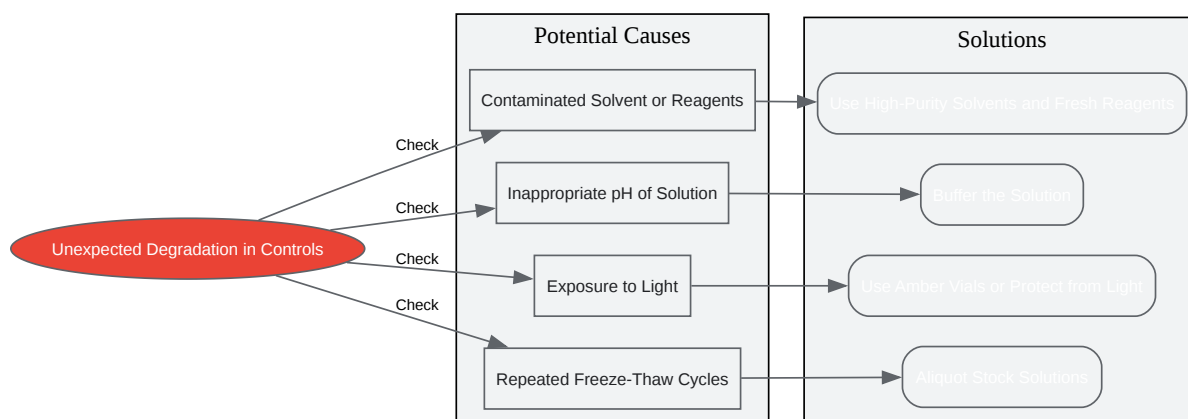 Potential Causes
Solutions
Contaminated Solvent or Reagents
Use High-Purity Solvents and Fresh Reagents
Check
Inappropriate pH of Solution
Buffer the Solution
Check
Unexpected Degradation in Controls
Check
Exposure to Light
Use Amber Vials or Protect from Light
Check
Repeated Freeze-Thaw Cycles
Aliquot Stock Solutions